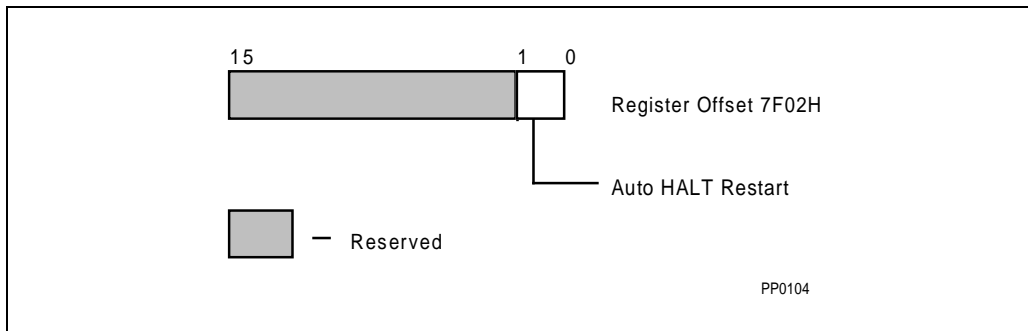 15 1 0
Register Offset 7F02H
Auto HALT Restart
— Reserved
PP0104